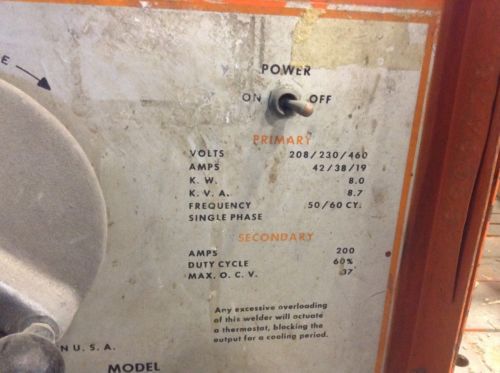 E
POWER
ON OFF
PRIMARY
VOLTS 208/230/460
AMPS 42/38/19
K. W. 8.0
K. V. A. 8.7
FREQUENCY 50/60 CY.
SINGLE PHASE
SECONDARY
AMPS 200
DUTY CYCLE 60%
MAX. O. C. V. 37
Any excessive overloading
of this welder will actuate
a thermostat, blocking the
output for a cooling period.
N U. S. A.
MODEL